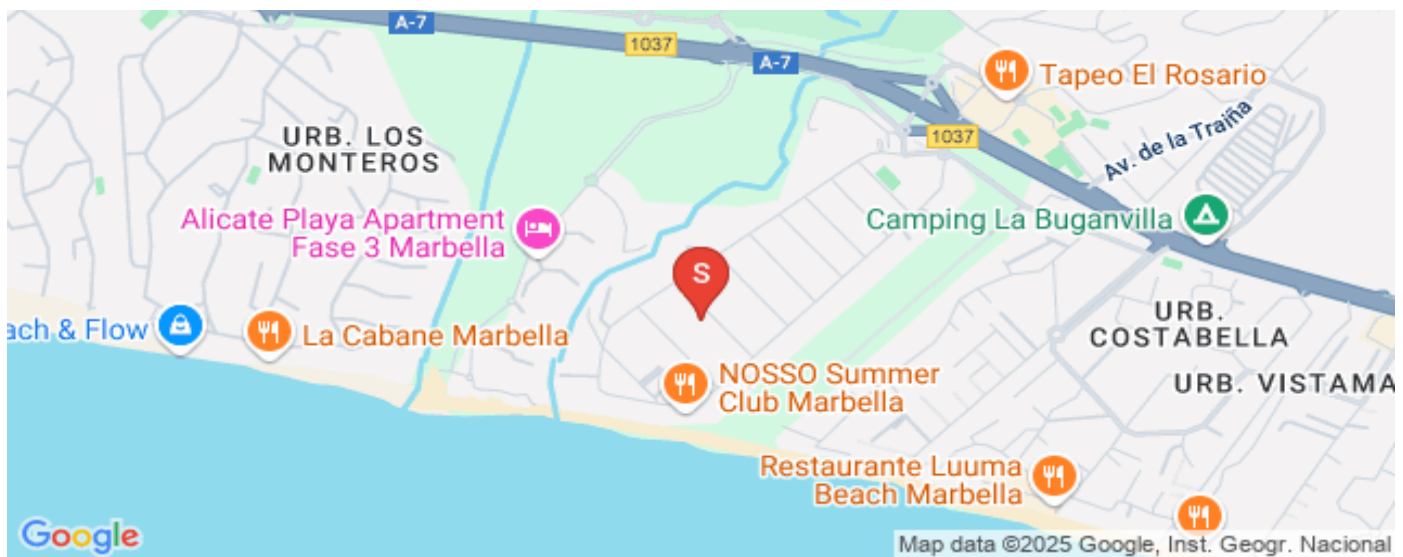 A-7
1037
A-7
Tapeo El Rosario
URB. LOS
MONTEROS
1037
Av. de la Traiña
Alicate Playa Apartment
Fase 3 Marbella
Camping La Buganvilla
S
ach & Flow
La Cabane Marbella
URB.
COSTABELLA
NOSSO Summer
Club Marbella
URB. VISTAMA
Restaurante Luuma
Beach Marbella
Google
Map data ©2025 Google, Inst. Geogr. Nacional